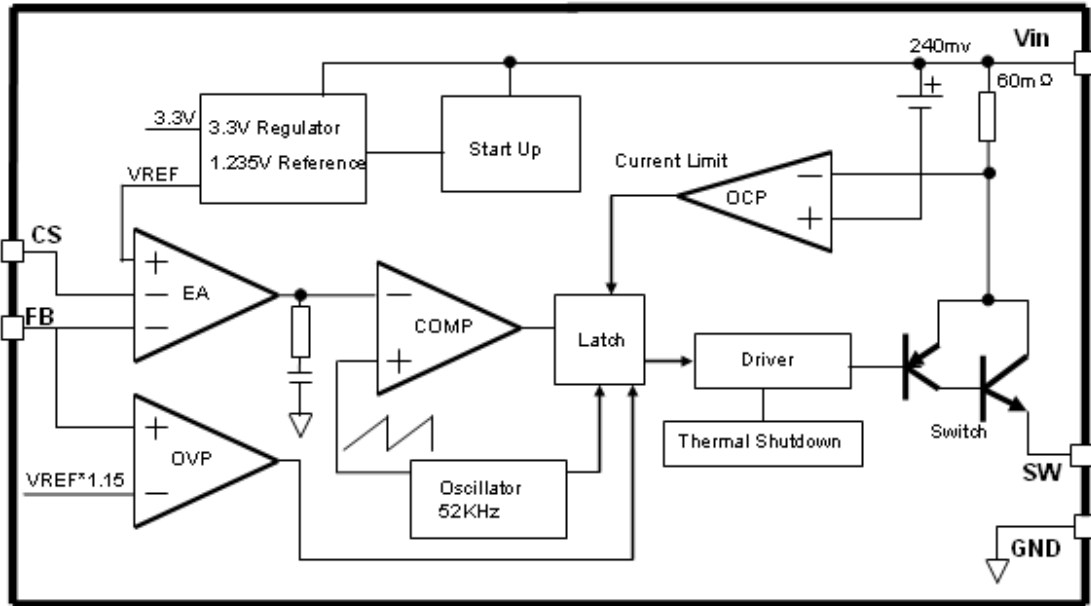 240mv
Vin
60mΩ
3.3V
3.3V Regulator
1.235V Reference
Start Up
VREF
Current Limit
OCP
CS
EA
FB
COMP
Latch
Driver
Thermal Shutdown
Switch
OVP
VREF*1.15
Oscillator
52KHz
SW
GND